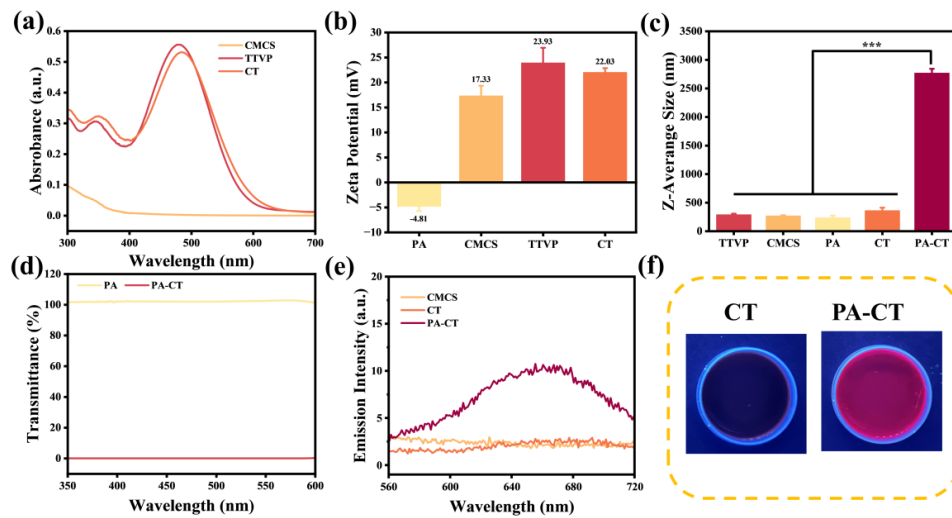 (a)
Absrobance (a.u.)
0.6
0.5
0.4
0.3
0.2
0.1
0.0
CMCS
TTVP
CT
300
400
500
600
700
Wavelength (nm)
(b)
Zeta Potential (mV)
30
25
20
15
10
5
0
−5
−10
-4.81
17.33
23.93
22.03
PA
CMCS
TTVP
CT
(c)
Z-Averange Size (nm)
3500
3000
2500
2000
1500
1000
500
0
***
TTVP
CMCS
PA
CT
PA-CT
(d)
Transmittance (%)
120
100
80
60
40
20
0
PA
PA-CT
350
400
450
500
550
600
Wavelength (nm)
(e)
Emission Intensity (a.u.)
20
15
10
5
0
CMCS
CT
PA-CT
560
600
640
680
720
Wavelength (nm)
(f)
CT
PA-CT